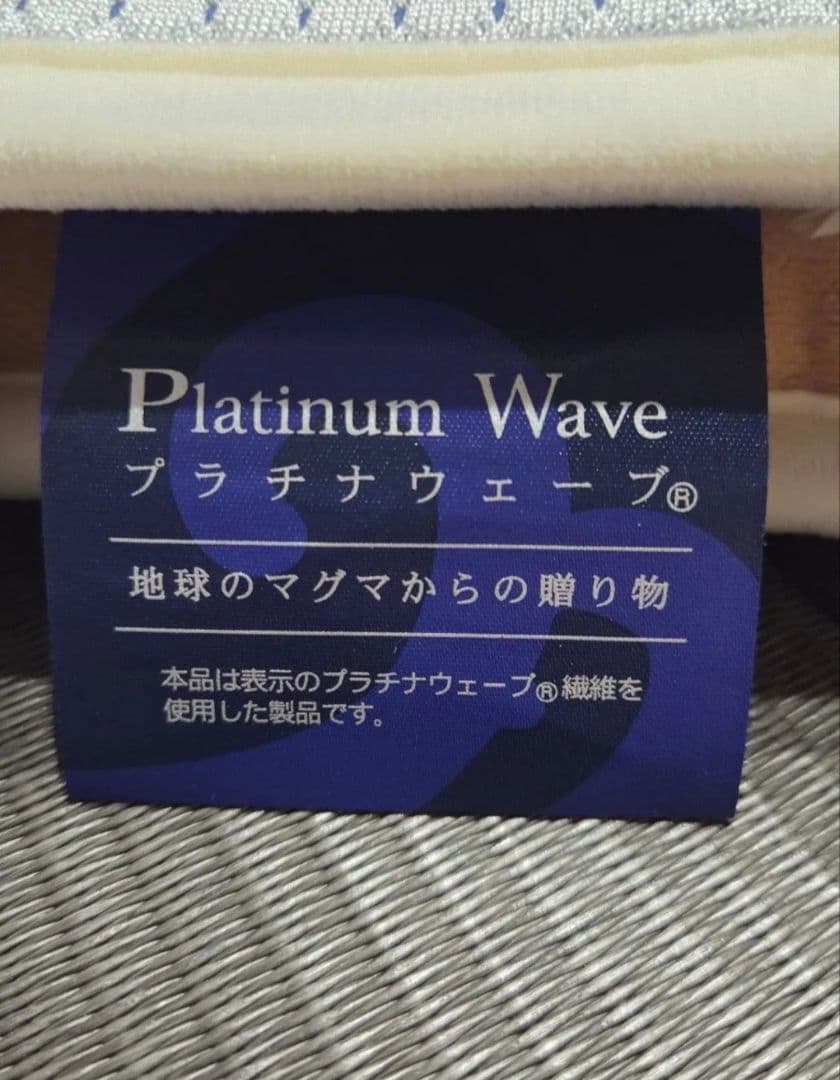 Platinum Wave
プラチナウェーブ®
地球のマグマからの贈り物
本品は表示のプラチナウェーブ®繊維を
使用した製品です。